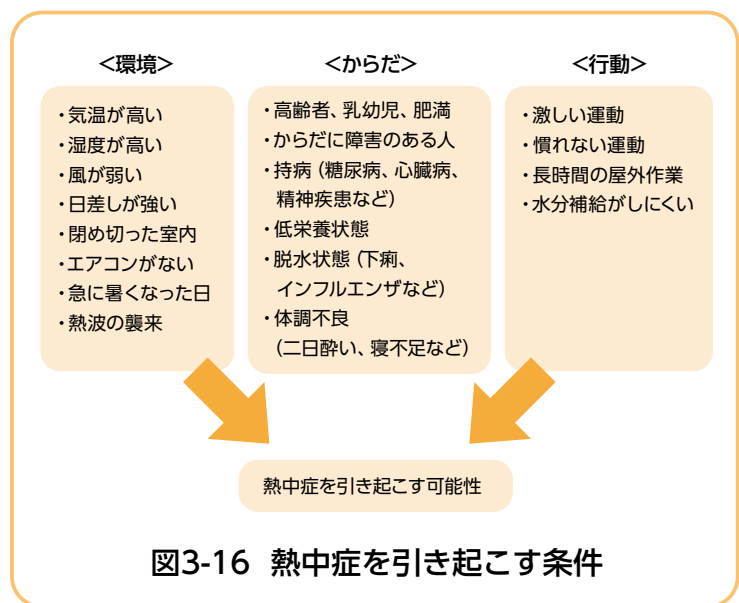 <環境>
・気温が高い
・湿度が高い
・風が弱い
・日差しが強い
・閉め切った室内
・エアコンがない
・急に暑くなった日
・熱波の襲来
<からだ>
・高齢者、乳幼児、肥満
・からだに障害のある人
・持病（糖尿病、心臓病、
精神疾患など）
・低栄養状態
・脱水状態（下痢、
インフルエンザなど）
・体調不良
（二日酔い、寝不足など）
<行動>
・激しい運動
・慣れない運動
・長時間の屋外作業
・水分補給がしにくい
熱中症を引き起こす可能性
図3-16 熱中症を引き起こす条件